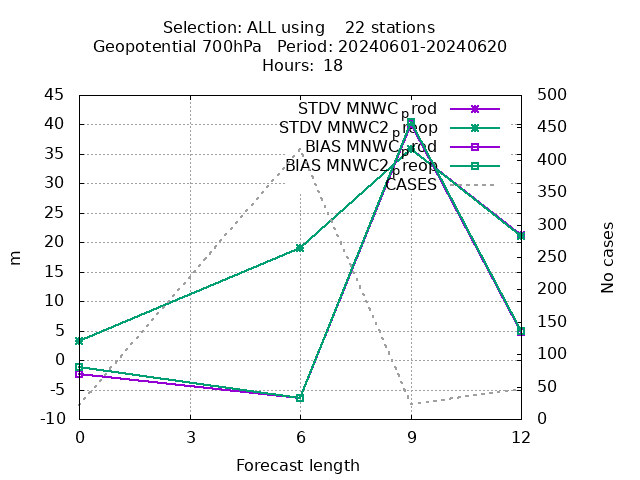 Selection: ALL using    22 stations
Geopotential 700hPa   Period: 20240601-20240620
Hours: 18
STDV MNWC_prod
STDV MNWC2_preop
BIAS MNWC_prod
BIAS MNWC2_preop
CASES
45
40
35
30
25
20
15
10
5
0
-5
-10
m
500
450
400
350
300
250
200
150
100
50
0
No cases
0 3 6 9 12
Forecast length